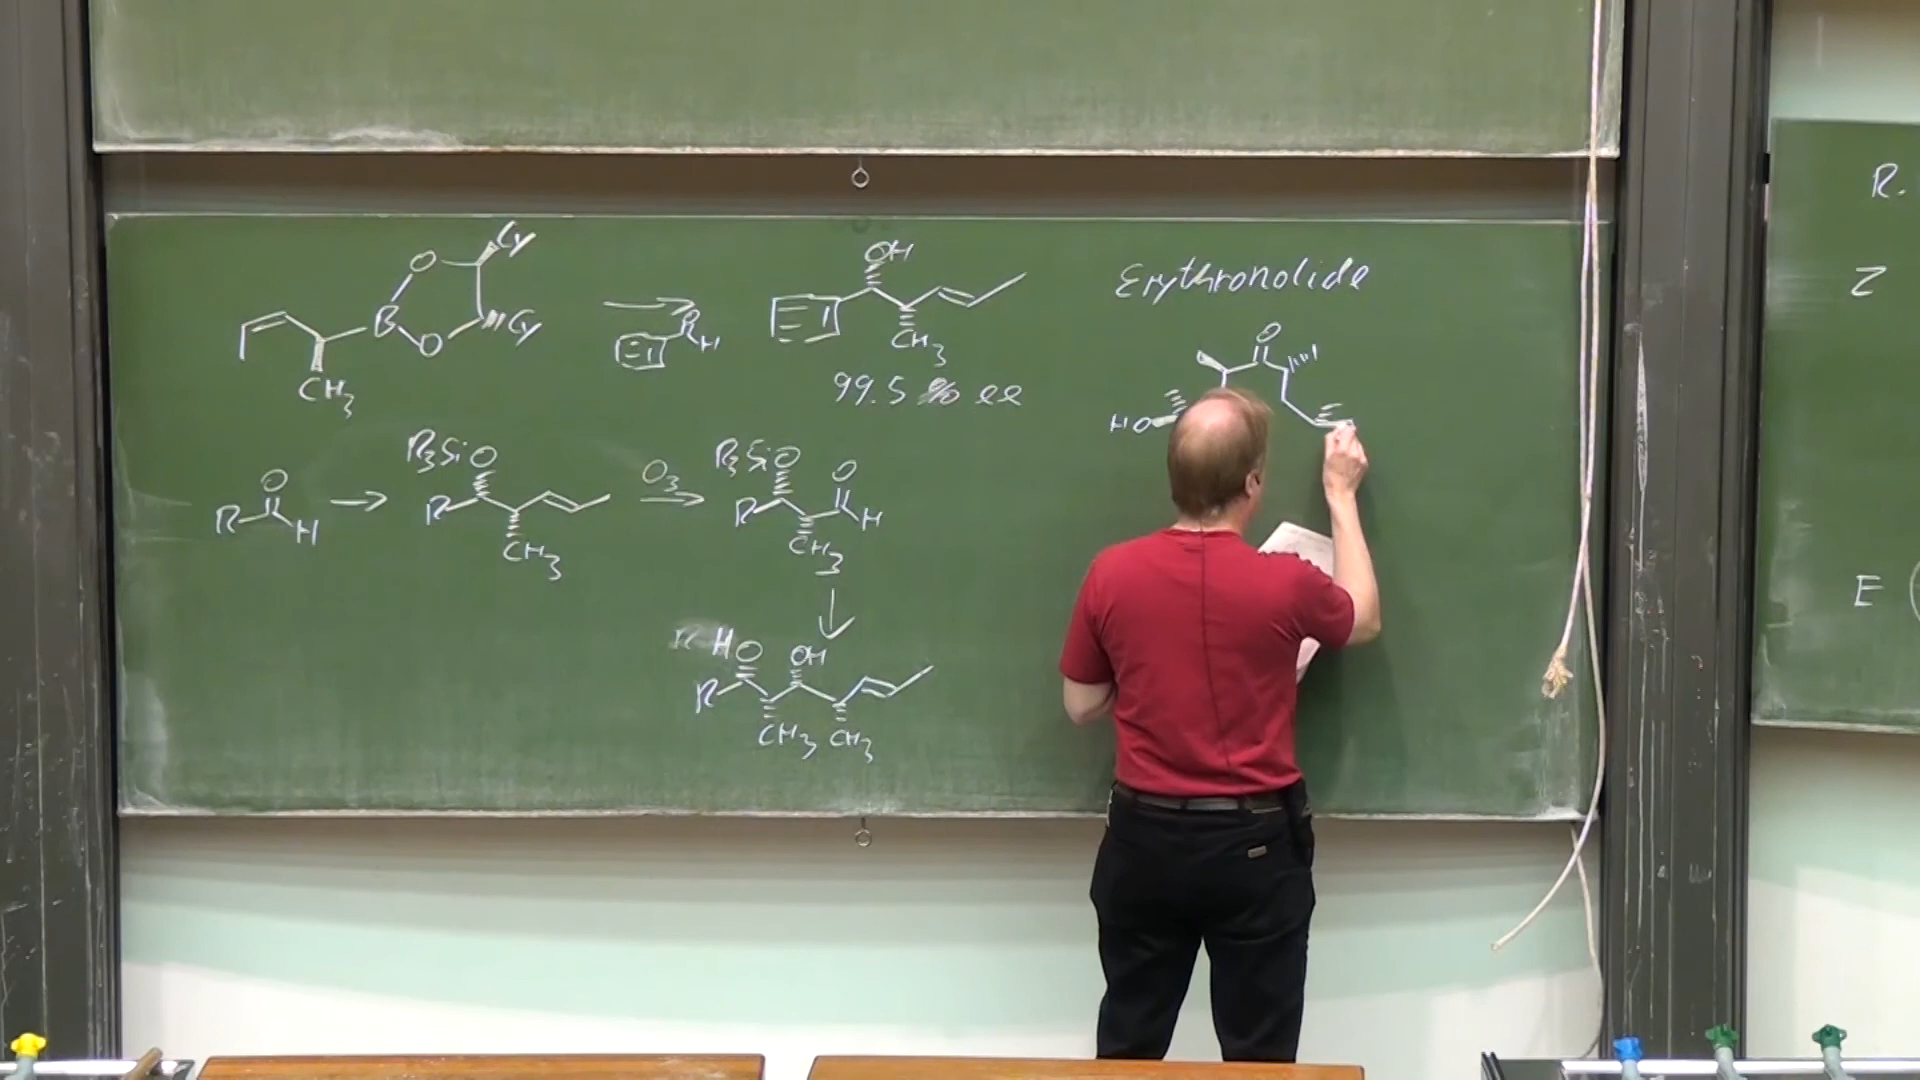 Cy
O
B
O
Cy
CH3
O
H
OH
CH3
99.5 % ee
Erythronolide
O
HO
R
O
H
R3SiO
R
CH3
O3
R3SiO
R
O
H
CH3
HO
OH
R
CH3
CH3
R.
Z
E